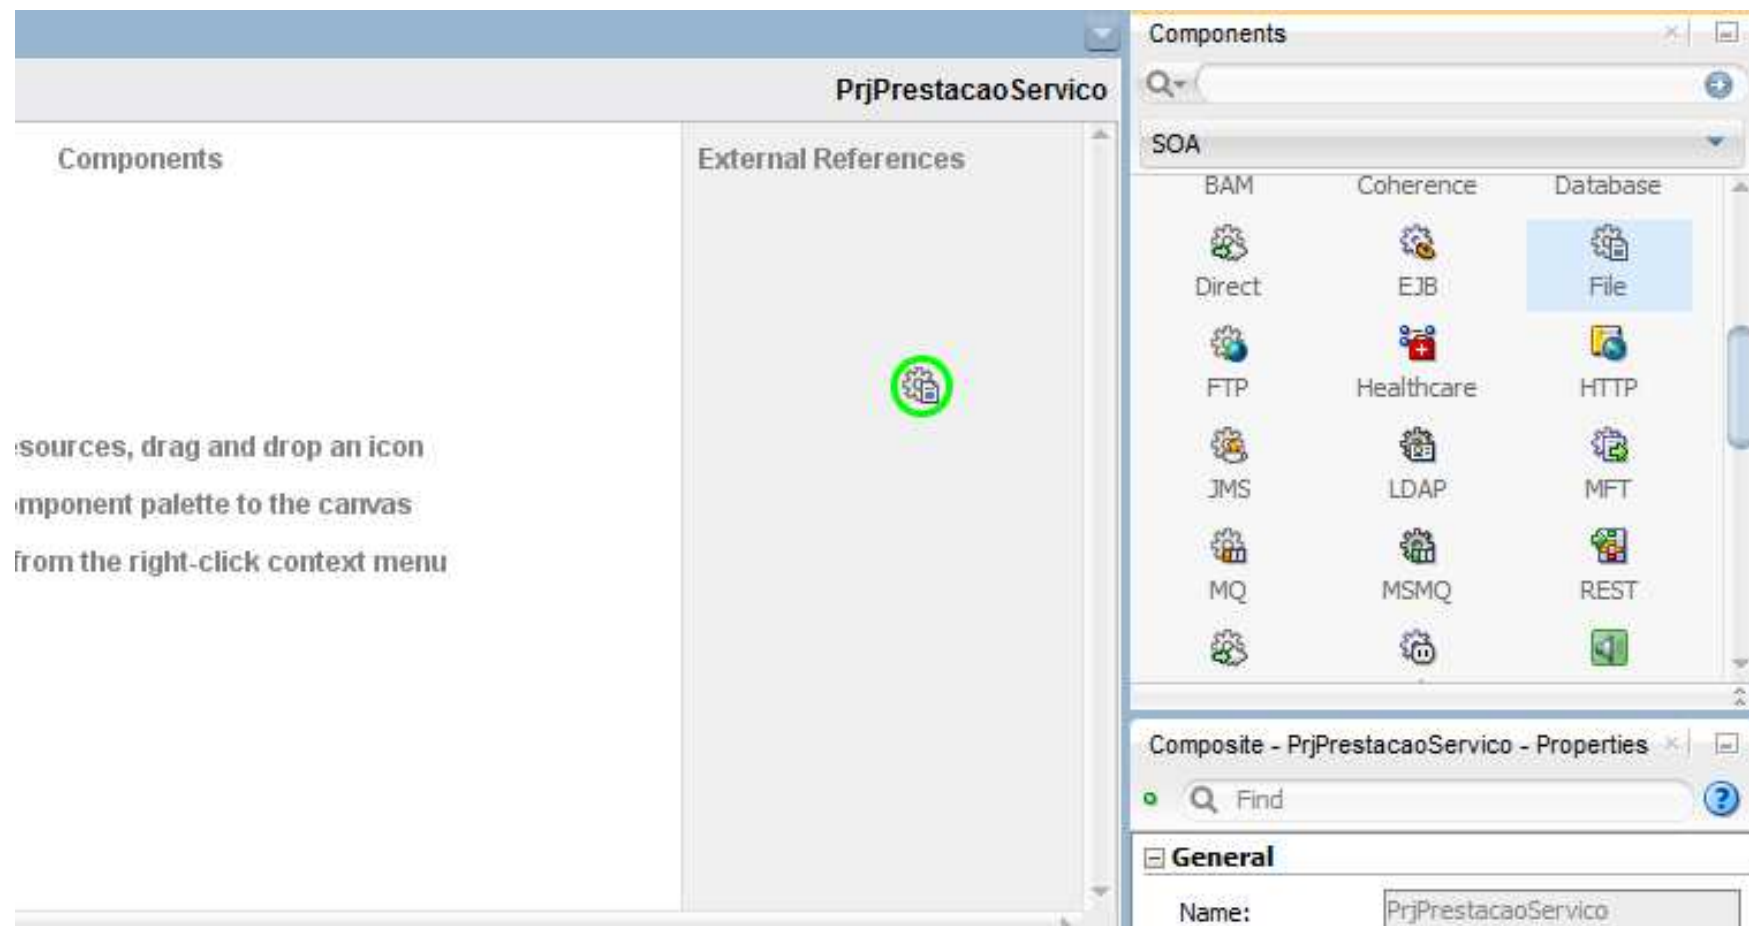 Components
PrjPrestacaoServico
SOA
Components
External References
BAM Coherence Database
Direct EJB File
FTP Healthcare HTTP
JMS LDAP MFT
MQ MSMQ REST
sources, drag and drop an icon
mponent palette to the canvas
from the right-click context menu
Composite - PrjPrestacaoServico - Properties
Find
General
Name: PrjPrestacaoServico